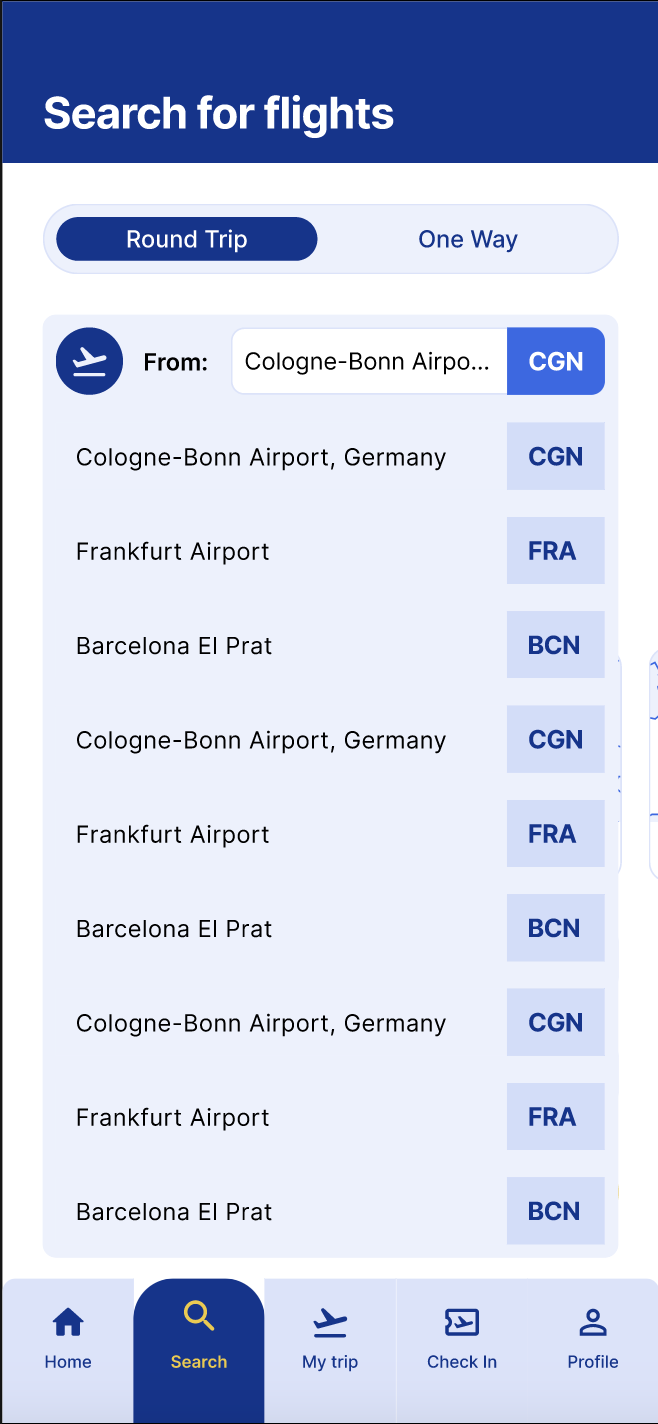 Search for flights
Round Trip One Way
From: Cologne-Bonn Airpo... CGN
Cologne-Bonn Airport, Germany CGN
Frankfurt Airport FRA
Barcelona El Prat BCN
Cologne-Bonn Airport, Germany CGN
Frankfurt Airport FRA
Barcelona El Prat BCN
Cologne-Bonn Airport, Germany CGN
Frankfurt Airport FRA
Barcelona El Prat BCN
Home Search My trip Check In Profile